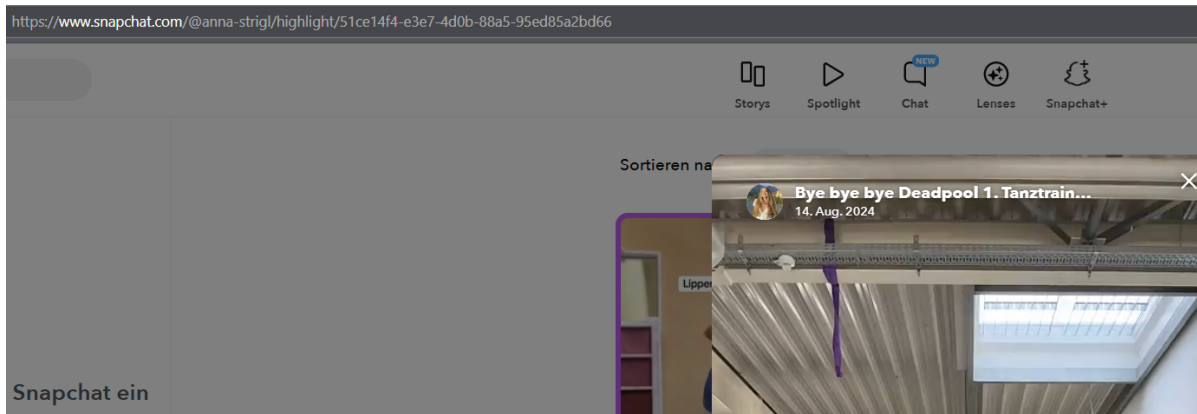 https://www.snapchat.com/@anna-strigl/highlight/51ce14f4-e3e7-4d0b-88a5-95ed85a2bd66
NEW
Storys Spotlight Chat Lenses Snapchat+
Sortieren na
Bye bye bye Deadpool 1. Tanztrain...
14. Aug. 2024
Lipper
Snapchat ein